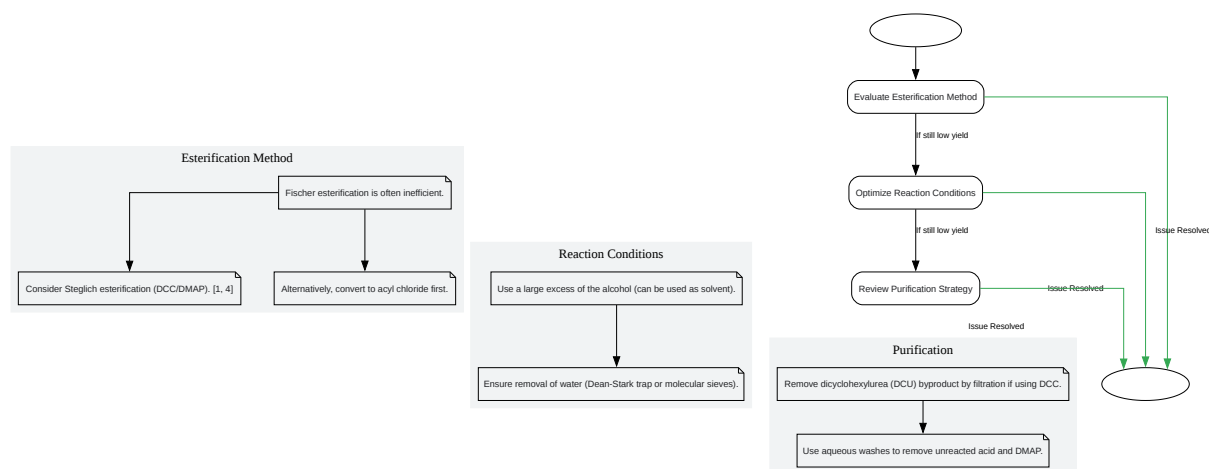 Evaluate Esterification Method
If still low yield
Optimize Reaction Conditions
If still low yield
Review Purification Strategy
Issue Resolved
Issue Resolved
Issue Resolved
Esterification Method
Fischer esterification is often inefficient.
Consider Steglich esterification (DCC/DMAP). [1, 4]
Alternatively, convert to acyl chloride first.
Reaction Conditions
Use a large excess of the alcohol (can be used as solvent).
Ensure removal of water (Dean-Stark trap or molecular sieves).
Purification
Remove dicyclohexylurea (DCU) byproduct by filtration if using DCC.
Use aqueous washes to remove unreacted acid and DMAP.